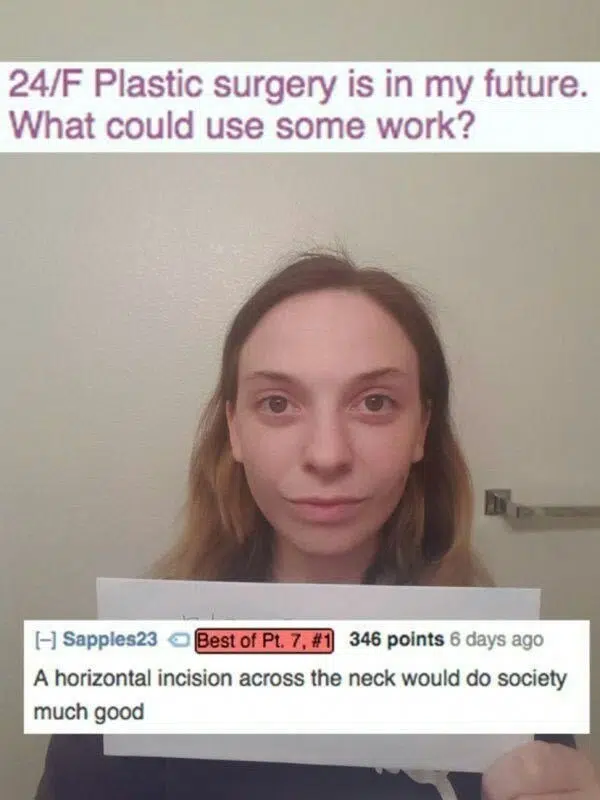 24/F Plastic surgery is in my future.
What could use some work?
[-] Sapples23 Best of Pt. 7, #1 346 points 6 days ago
A horizontal incision across the neck would do society
much good